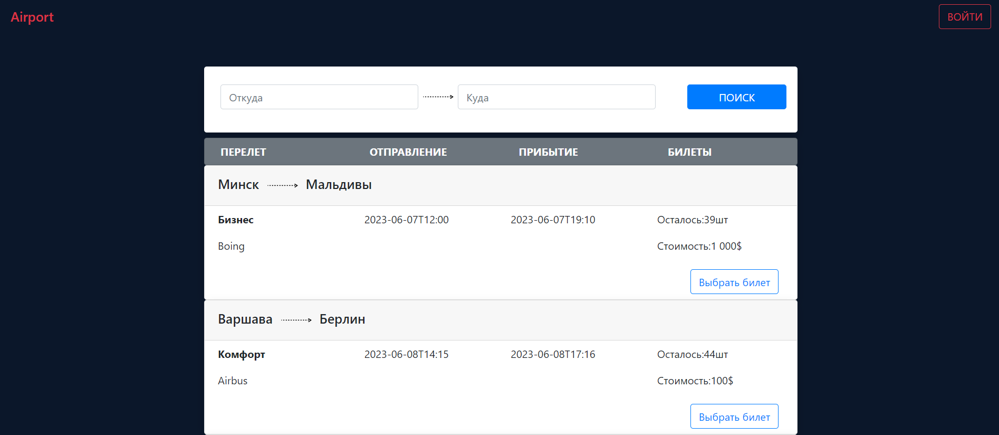 Airport ВОЙТИ
Откуда Куда ПОИСК
ПЕРЕЛЕТ ОТПРАВЛЕНИЕ ПРИБЫТИЕ БИЛЕТЫ
Минск Мальдивы
Бизнес 2023-06-07T12:00 2023-06-07T19:10 Осталось:39шт
Boing Стоимость:1 000$
Выбрать билет
Варшава Берлин
Комфорт 2023-06-08T14:15 2023-06-08T17:16 Осталось:44шт
Airbus Стоимость:100$
Выбрать билет